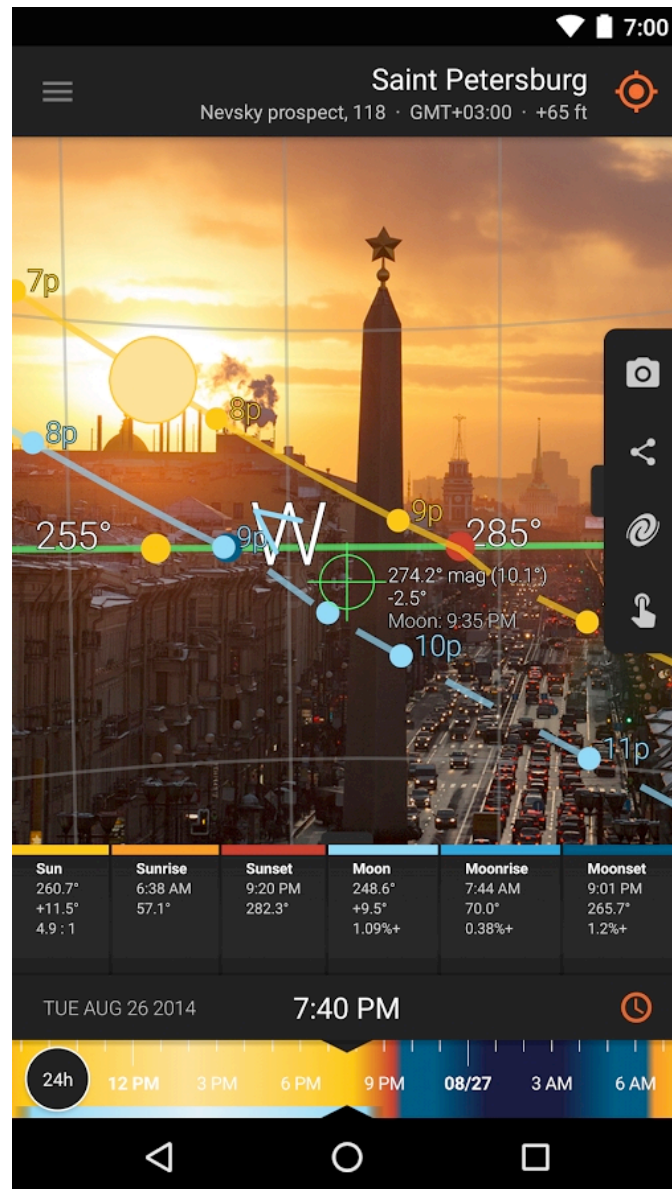 7:00
Saint Petersburg
Nevsky prospect, 118 · GMT+03:00 · +65 ft
7p
8p
8p
9p
255°
9p
W
285°
274.2° mag (10.1°)
-2.5°
Moon: 9:35 PM
10p
11p
Sun
260.7°
+11.5°
4.9 : 1
Sunrise
6:38 AM
57.1°
Sunset
9:20 PM
282.3°
Moon
248.6°
+9.5°
1.09%+
Moonrise
7:44 AM
70.0°
0.38%+
Moonset
9:01 PM
265.7°
1.2%+
TUE AUG 26 2014
7:40 PM
24h 12 PM 3 PM 6 PM 9 PM 08/27 3 AM 6 AM